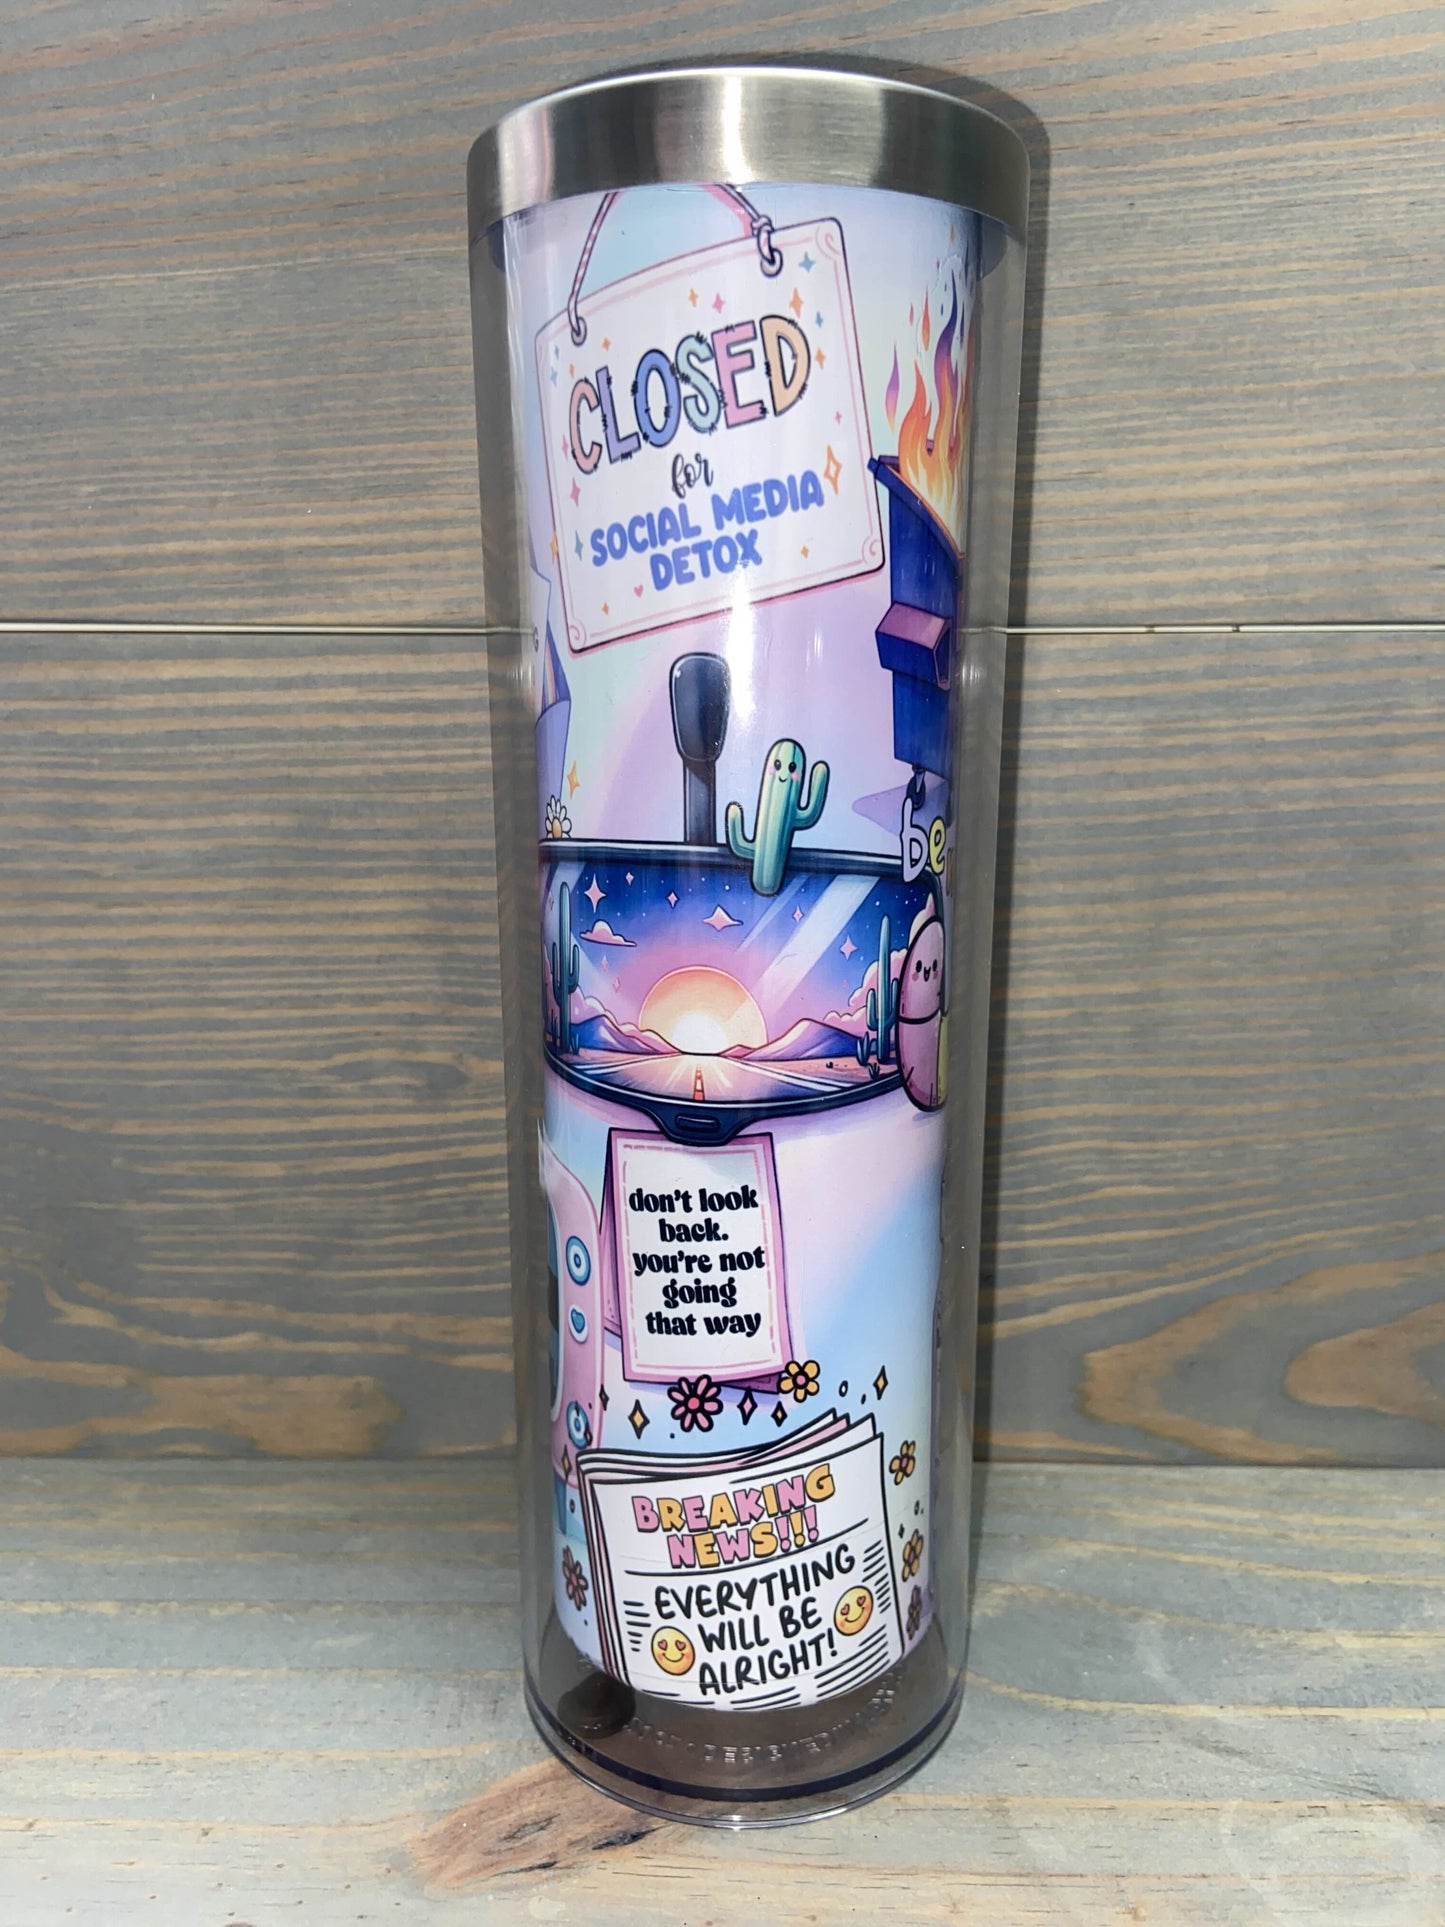 CLOSED
for
SOCIAL MEDIA
DETOX
be
don't look
back.
you're not
going
that way
BREAKING
NEWS!!!
EVERYTHING
WILL BE
ALRIGHT!